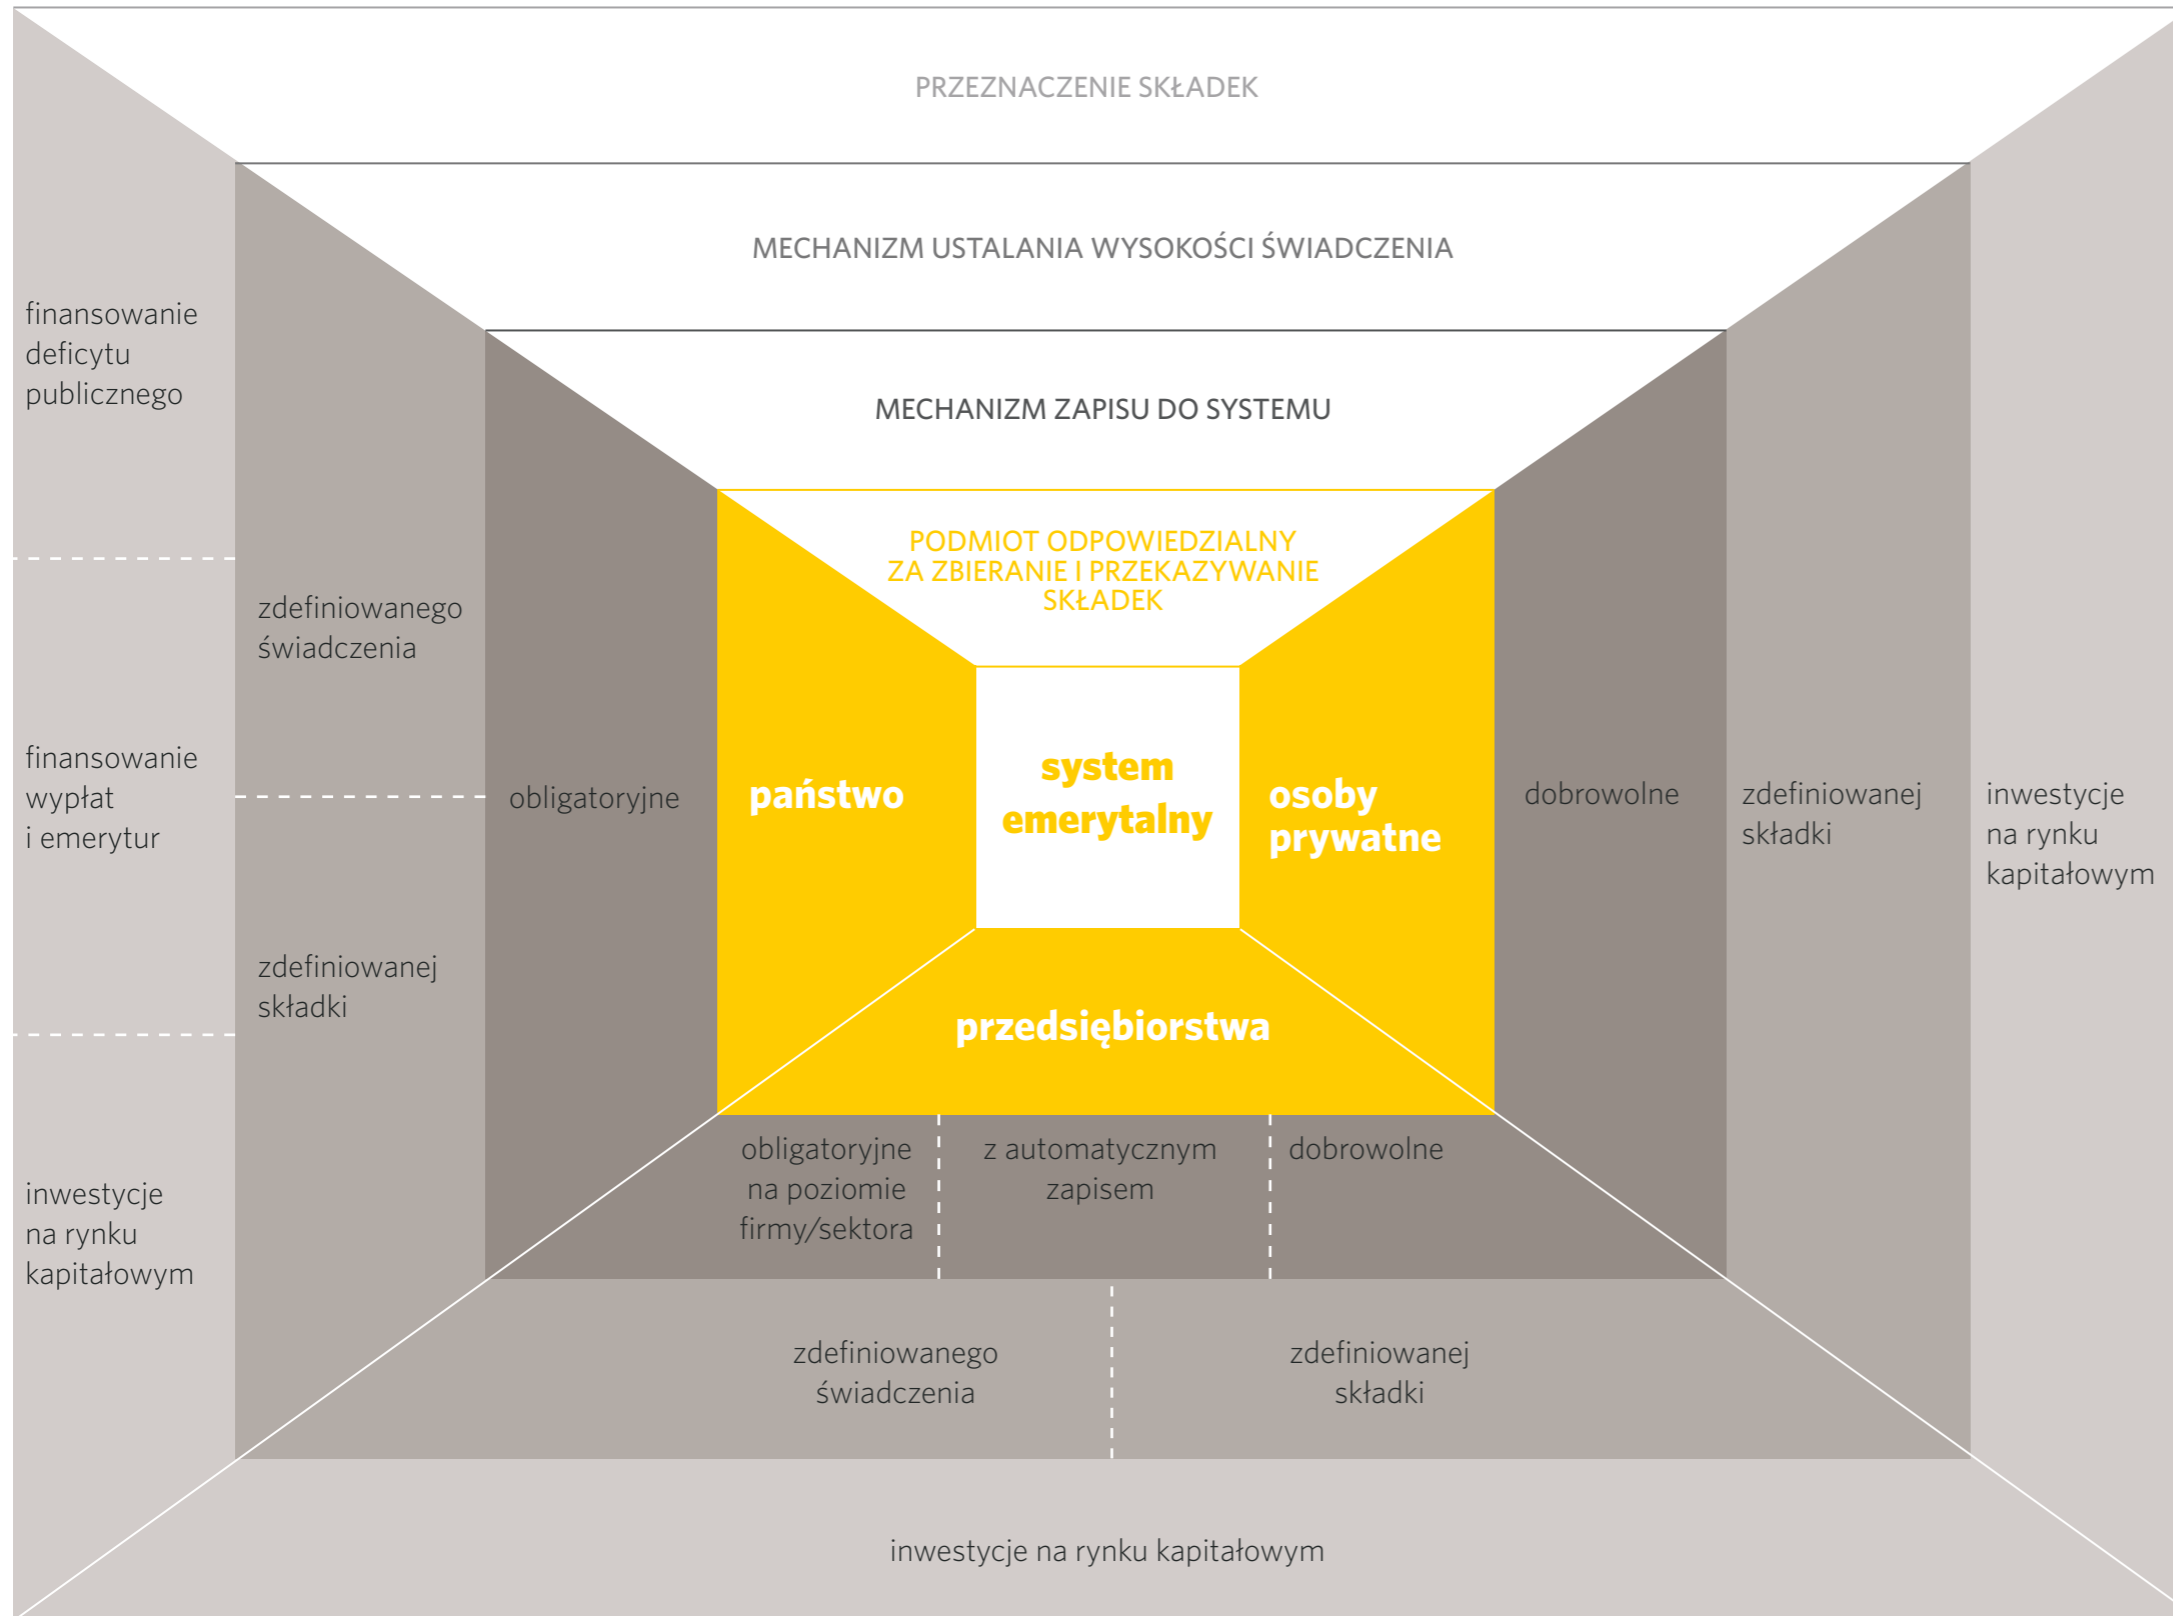 PRZEZNACZENIE SKŁADEK
MECHANIZM USTALANIA WYSOKOŚCI ŚWIADCZENIA
MECHANIZM ZAPISU DO SYSTEMU
PODMIOT ODPOWIEDZIALNY
ZA ZBIERANIE I PRZEKAZYWANIE
SKŁADEK
finansowanie
deficytu
publicznego
finansowanie
wypłat
i emerytur
inwestycje
na rynku
kapitałowym
zdefiniowanego
świadczenia
zdefiniowanej
składki
obligatoryjne
państwo
system
emerytalny
osoby
prywatne
dobrowolne
zdefiniowanej
składki
inwestycje
na rynku
kapitałowym
przedsiębiorstwa
obligatoryjne
na poziomie
firmy/sektora
z automatycznym
zapisem
dobrowolne
zdefiniowanego
świadczenia
zdefiniowanej
składki
inwestycje na rynku kapitałowym